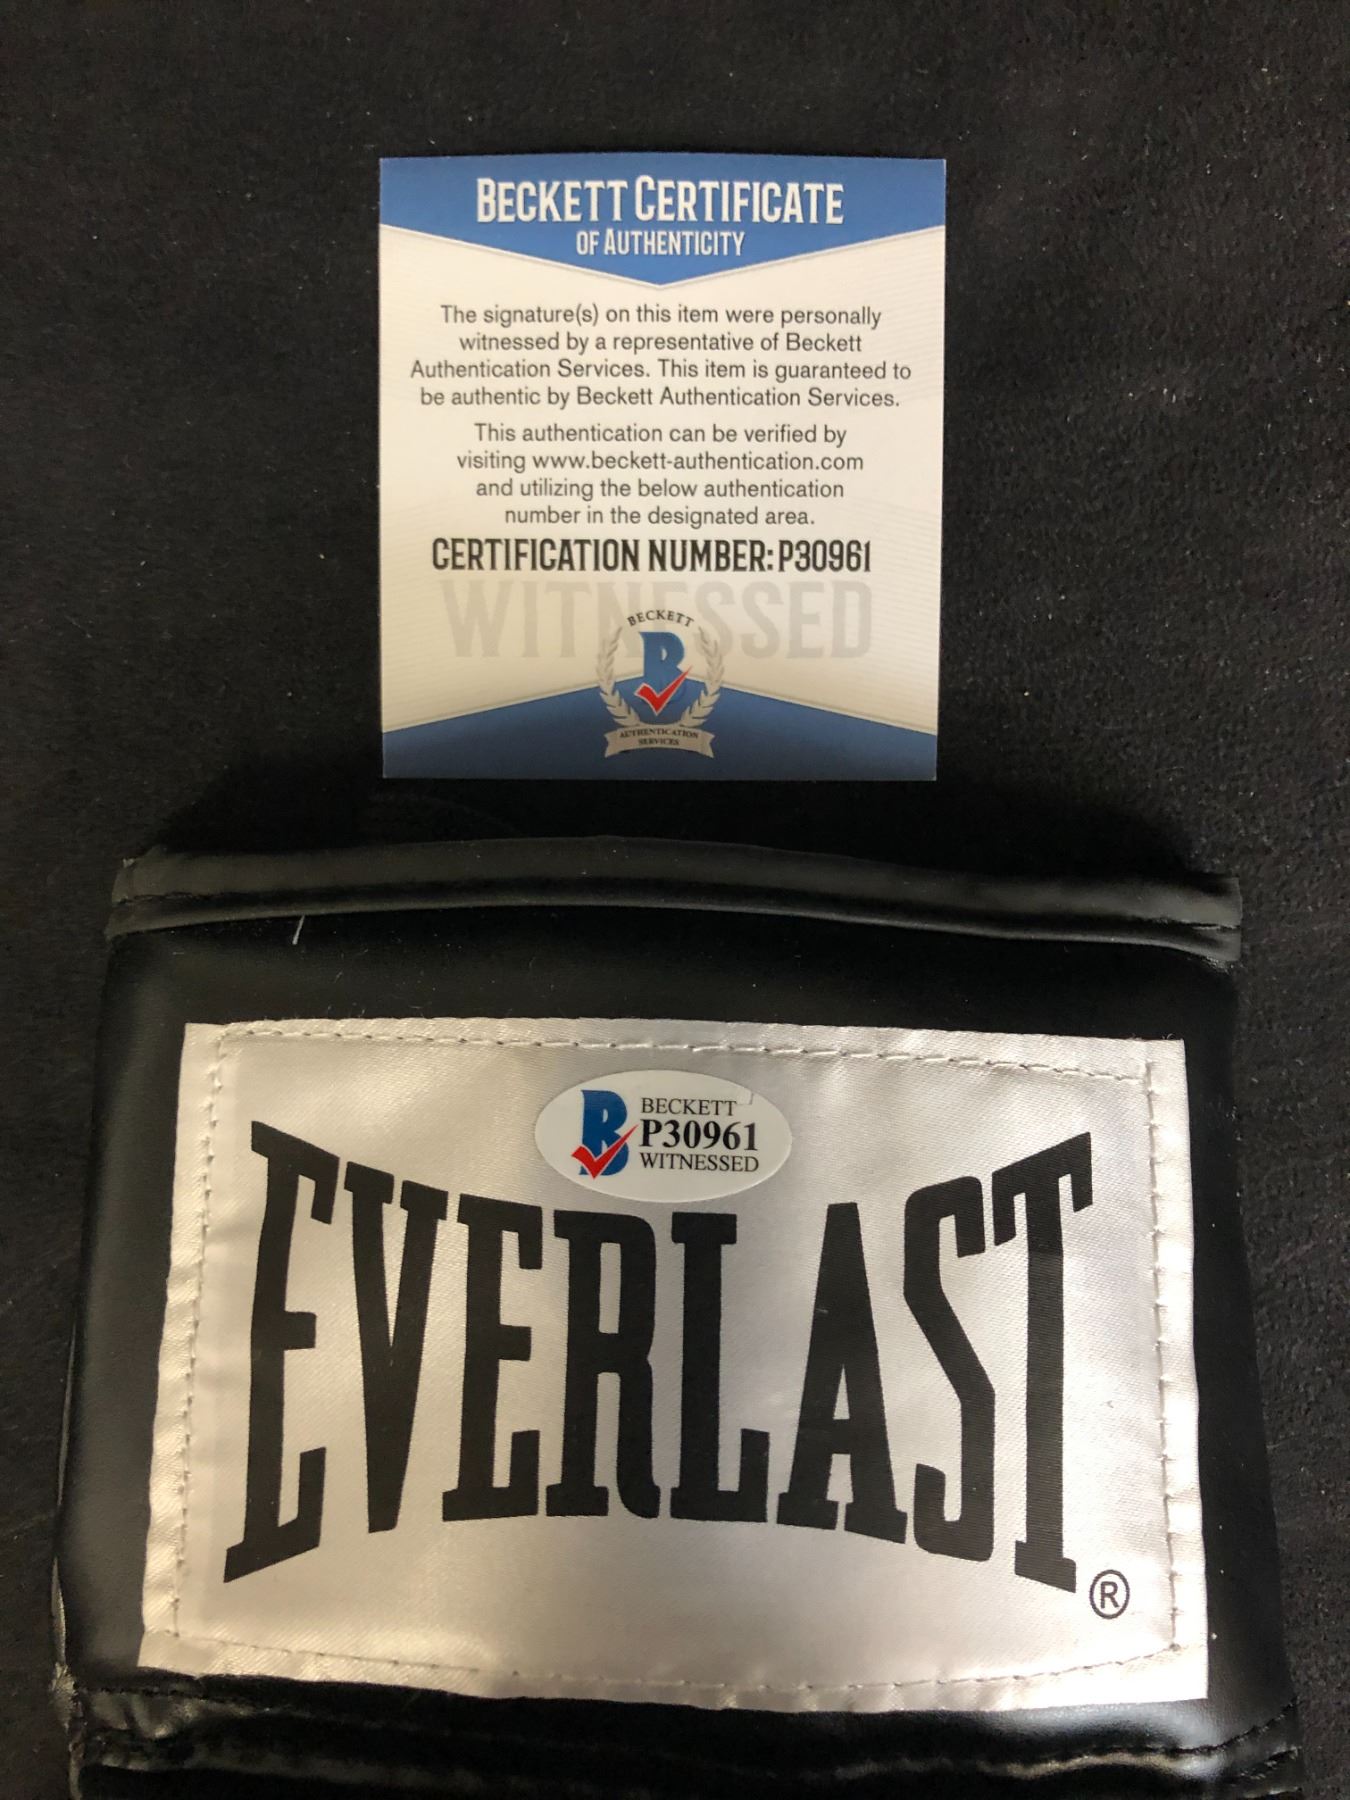 BECKETT CERTIFICATE
OF AUTHENTICITY
The signature(s) on this item were personally
witnessed by a representative of Beckett
Authentication Services. This item is guaranteed to
be authentic by Beckett Authentication Services.
This authentication can be verified by
visiting www.beckett-authentication.com
and utilizing the below authentication
number in the designated area.
CERTIFICATION NUMBER: P30961
WITNESSED
BECKETT
B
AUTHENTICATION
SERVICES
B
BECKETT
P30961
WITNESSED
EVERLAST
®